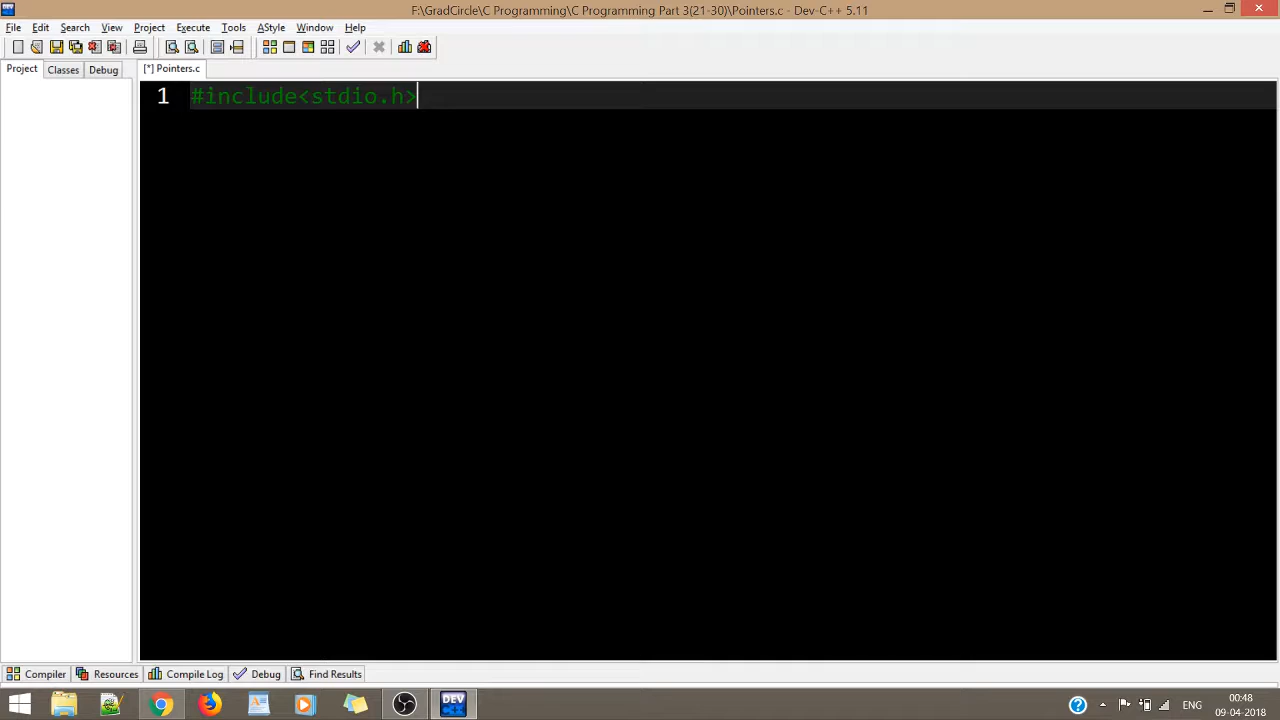 F:\GradCircle\C Programming\C Programming Part 3(21-30)\Pointers.c - Dev-C++ 5.11
File Edit Search View Project Execute Tools AStyle Window Help
Project Classes Debug [*] Pointers.c
1 #include<stdio.h>
Compiler Resources Compile Log Debug Find Results
DEV
ENG
00:48
09-04-2018